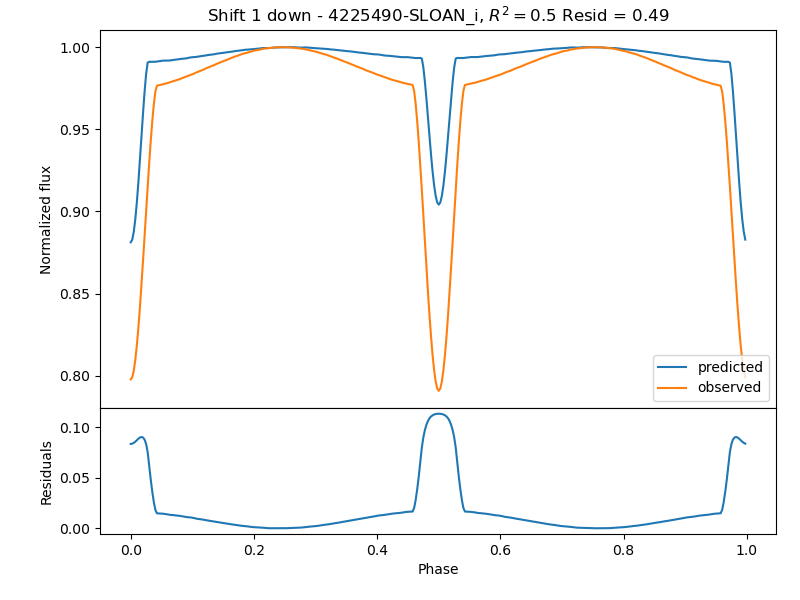 Shift 1 down - 4225490-SLOAN_i, $R^2 = 0.5$ Resid = 0.49
1.00
0.95
0.90
0.85
0.80
Normalized flux
predicted
observed
0.10
0.05
0.00
Residuals
0.0 0.2 0.4 0.6 0.8 1.0
Phase